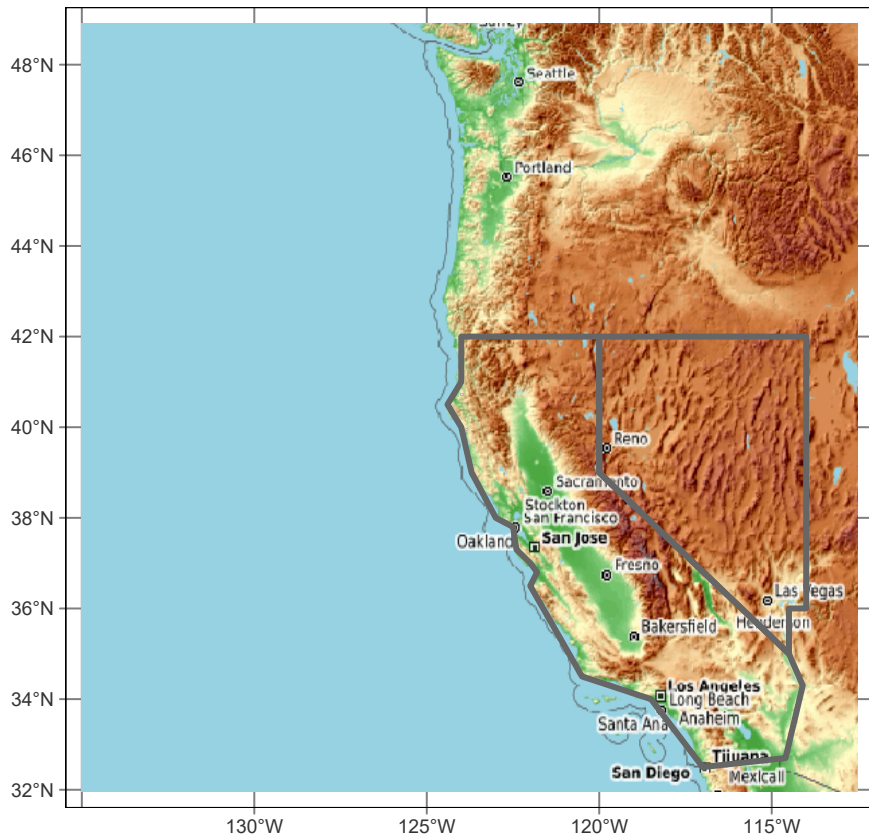 48°N
Seattle
46°N
Portland
44°N
42°N
40°N
Reno
Sacramento
Stockton
38°N
San Francisco
Oakland
San Jose
Fresno
Las Vegas
36°N
Henderson
Bakersfield
34°N
Los Angeles
Long Beach
Santa Ana
Anaheim
Tijuana
San Diego
Mexicali
32°N
130°W
125°W
120°W
115°W